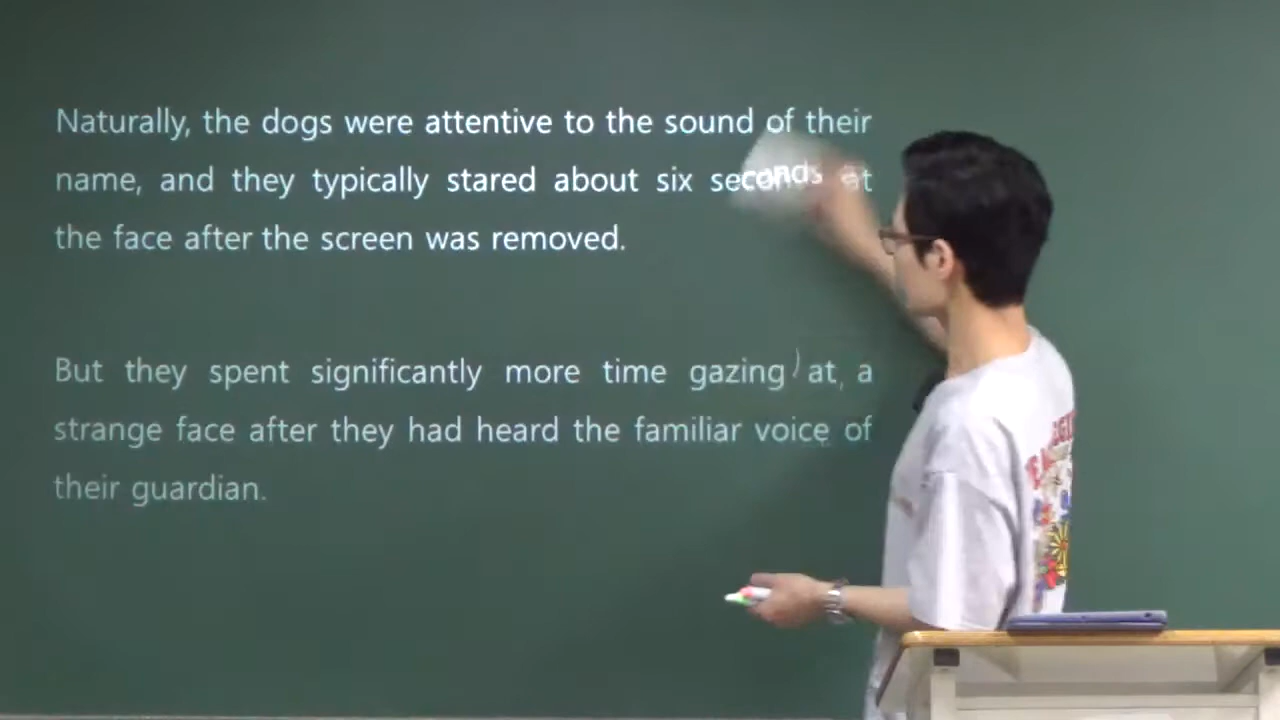 Naturally, the dogs were attentive to the sound of their
name, and they typically stared about six seconds at
the face after the screen was removed.
But they spent significantly more time gazing at a
strange face after they had heard the familiar voice of
their guardian.